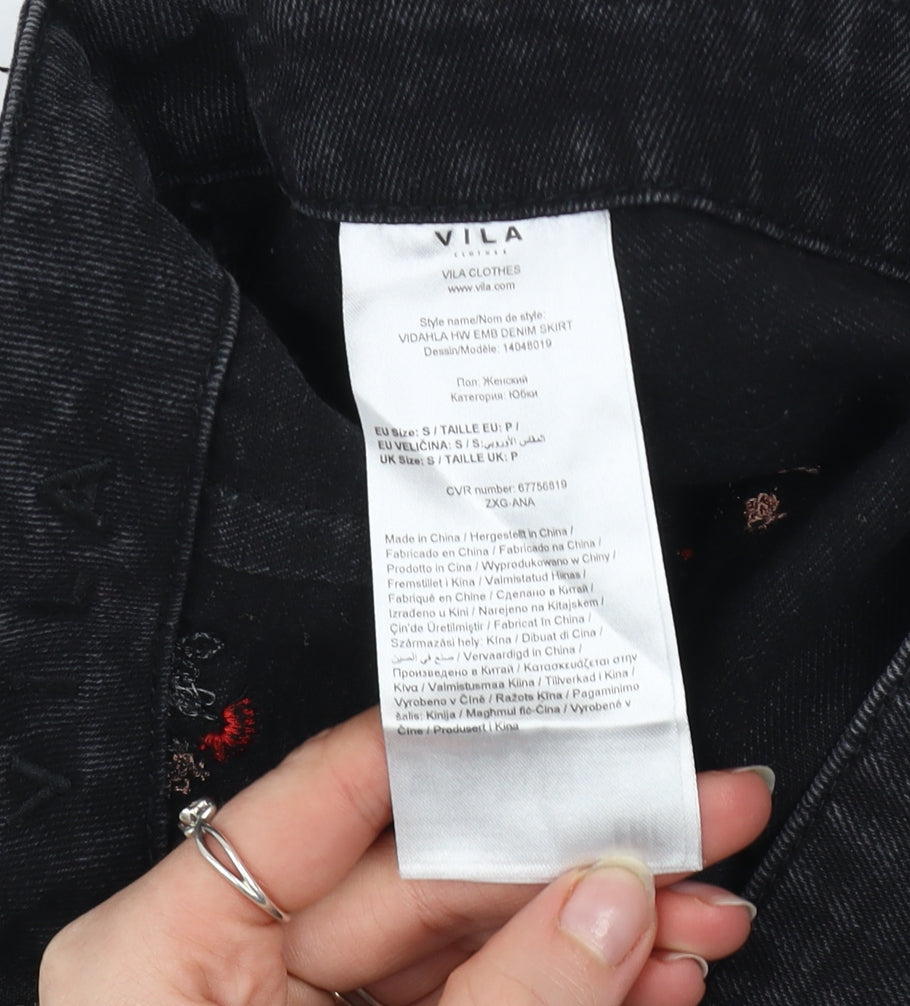 VILA
CLOTHES
VILA CLOTHES
www.vila.com
Style name/Nom de style:
VIDAHLA HW EMB DENIM SKIRT
Dessin/Modèle: 14048019
Пол: Женский
Категория: Юбки
EU Size: S / TAILLE EU: P /
EU VELIČINA: S / S:المقاس الأوروبي
UK Size: S / TAILLE UK: P
CVR number: 67756819
ZXG-ANA
Made in China / Hergestellt in China /
Fabricado en China / Fabricado na China /
Prodotto in Cina / Wyprodukowano w Chiny /
Fremstillet i Kina / Valmistatud Hiinas /
Fabriqué en Chine / Сделано в Китай /
Izrađeno u Kini / Narejeno na Kitajskem /
Çin'de Üretilmiştir / Fabricat în China /
Származási hely: Kína / Dibuat di Cina /
صنع في الصين / Vervaardigd in China /
Произведено в Китай / Κατασκευάζεται στην
Κίνα / Valmistusmaa Kiina / Tillverkad i Kina /
Vyrobeno v Číně / Ražots Ķīna / Pagaminimo
šalis: Kinija / Magħmul fiċ-Ċina / Vyrobené v
Číne / Produsert i Kina
VILA